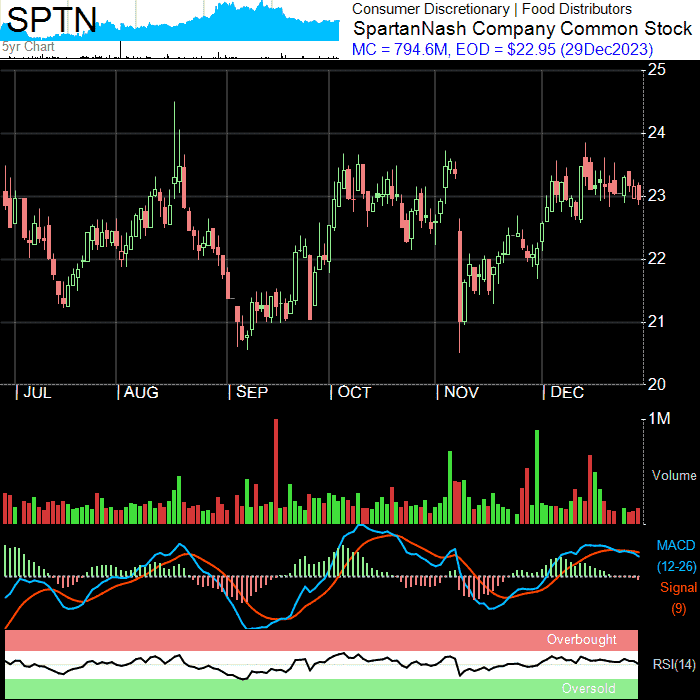 SPTN
5yr Chart
Consumer Discretionary | Food Distributors
SpartanNash Company Common Stock
MC = 794.6M, EOD = $22.95 (29Dec2023)
25
24
23
22
21
20
| JUL | AUG | SEP | OCT | NOV | DEC
1M
Volume
MACD
(12-26)
Signal
(9)
Overbought
RSI(14)
Oversold